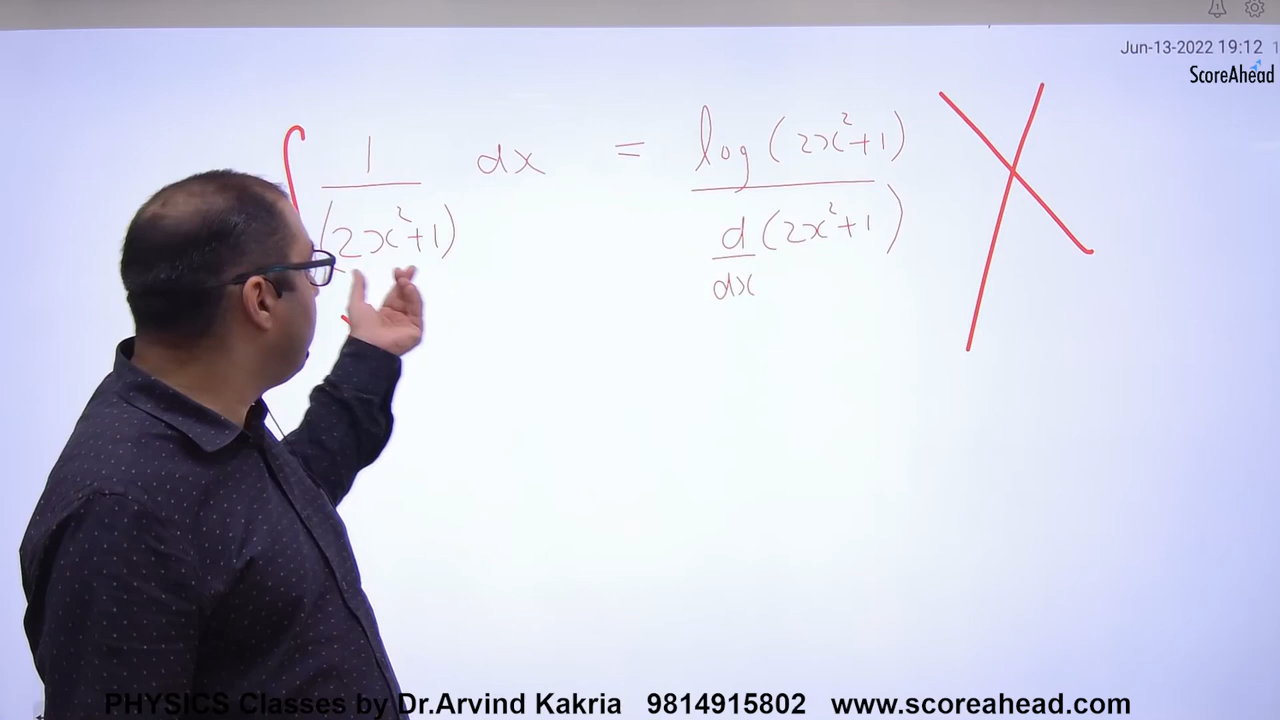 Jun-13-2022 19:12 1
ScoreAhead
∫ 1/(2x²+1) dx = log(2x²+1) / d/dx(2x²+1)
PHYSICS Classes by Dr.Arvind Kakria 9814915802 www.scoreahead.com